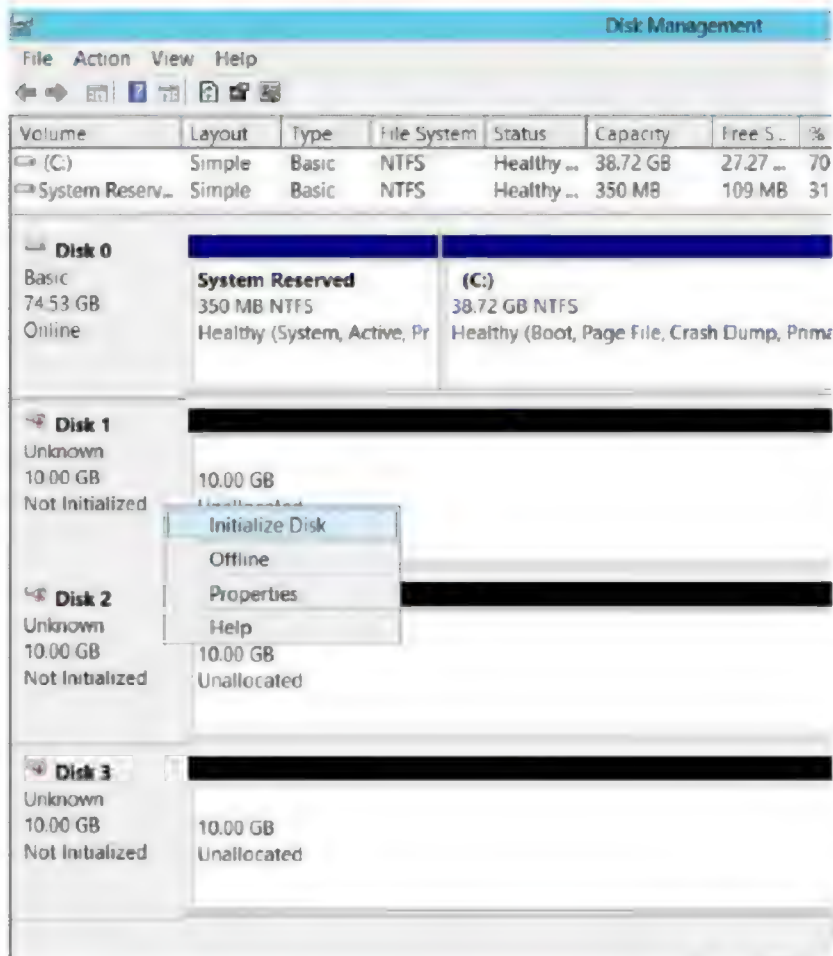 Disk Management
File Action View Help
Volume Layout Type File System Status Capacity Free S... %
(C:) Simple Basic NTFS Healthy ... 38.72 GB 27.27 ... 70
System Reserv... Simple Basic NTFS Healthy ... 350 MB 109 MB 31
Disk 0
Basic
74.53 GB
Online
System Reserved
350 MB NTFS
Healthy (System, Active, Pr
(C:)
38.72 GB NTFS
Healthy (Boot, Page File, Crash Dump, Prima
Disk 1
Unknown
10.00 GB
Not Initialized
10.00 GB
Unallocated
Initialize Disk
Offline
Properties
Help
Disk 2
Unknown
10.00 GB
Not Initialized
10.00 GB
Unallocated
Disk 3
Unknown
10.00 GB
Not Initialized
10.00 GB
Unallocated